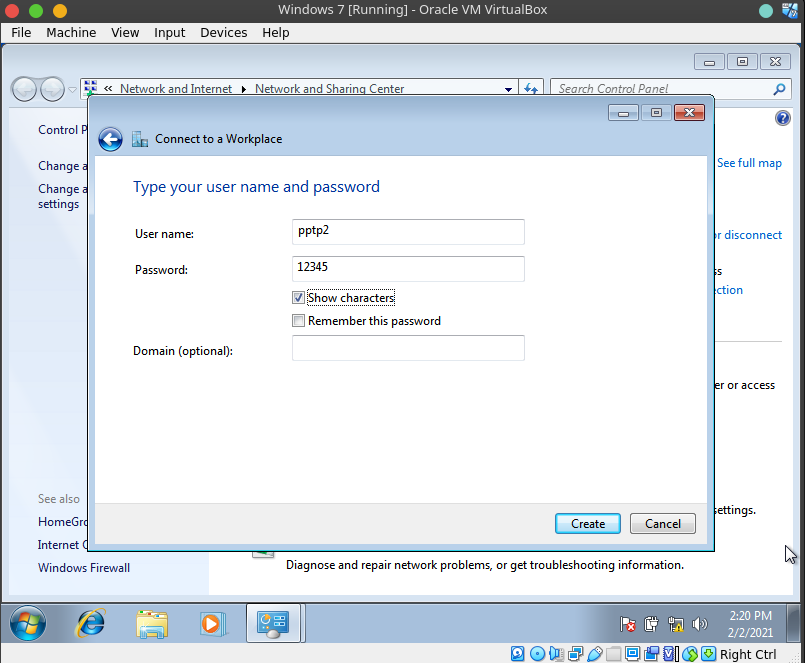 Windows 7 [Running] - Oracle VM VirtualBox
File Machine View Input Devices Help
« Network and Internet Network and Sharing Center
Search Control Panel
Control P
Connect to a Workplace
See full map
Change a
Type your user name and password
Change a
settings
User name: pptp2
or disconnect
Password: 12345
ss
ection
Show characters
Remember this password
Domain (optional):
er or access
See also
settings.
HomeGro
Create Cancel
Internet O
Diagnose and repair network problems, or get troubleshooting information.
Windows Firewall
2:20 PM
2/2/2021
Right Ctrl